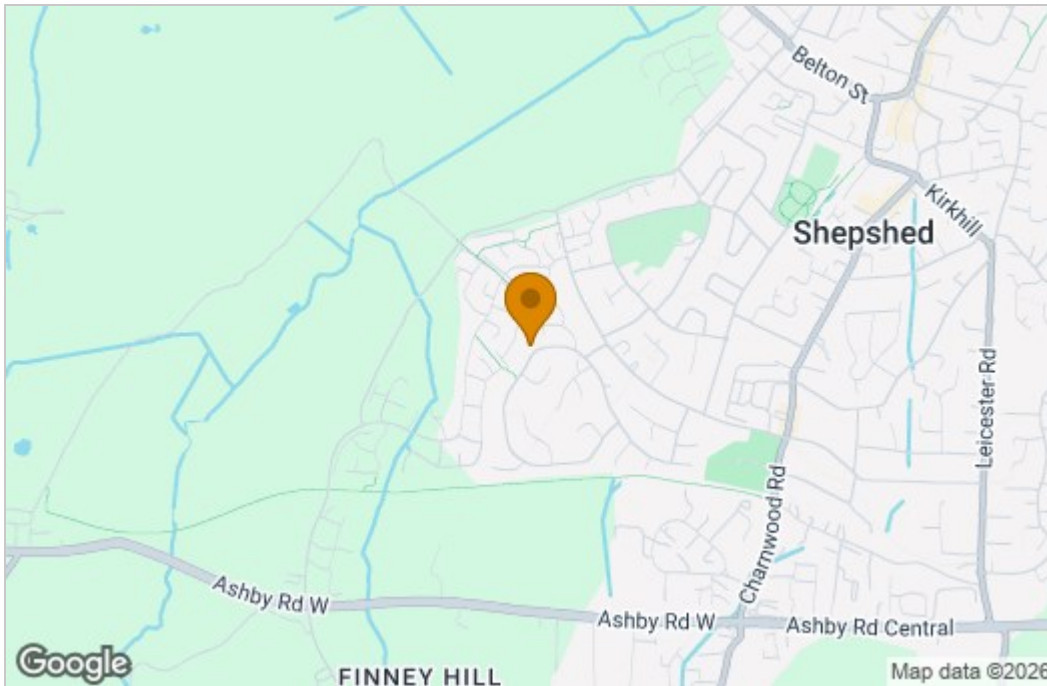 Belton St
Kirkhill
Shepshed
Leicester Rd
Charnwood Rd
Ashby Rd W
Ashby Rd W
Ashby Rd Central
FINNEY HILL
Google
Map data ©2026